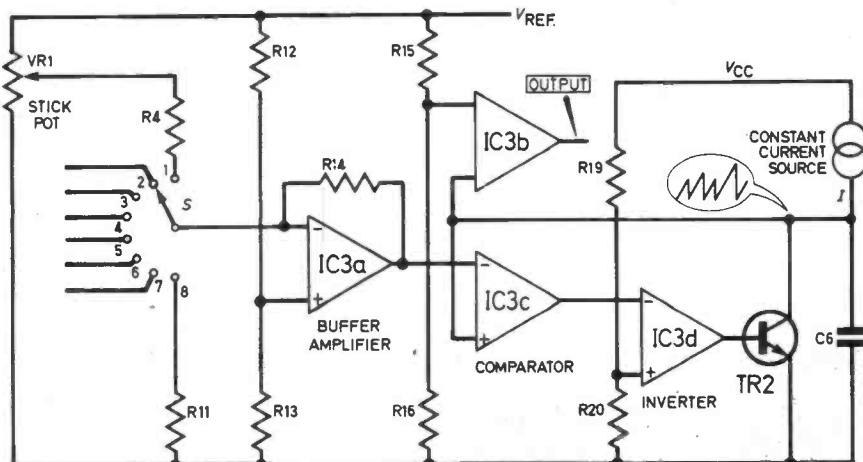 VREF.
R12
R15
VR1
STICK
POT
R4
OUTPUT
VCC
IC3b
CONSTANT
CURRENT
SOURCE
I
R14
R19
1
2
3
4
5
6
7
8
S
IC3a
BUFFER
AMPLIFIER
IC3c
COMPARATOR
IC3d
INVERTER
TR2
C6
R11
R13
R16
R20
-
+
-
+
-
+